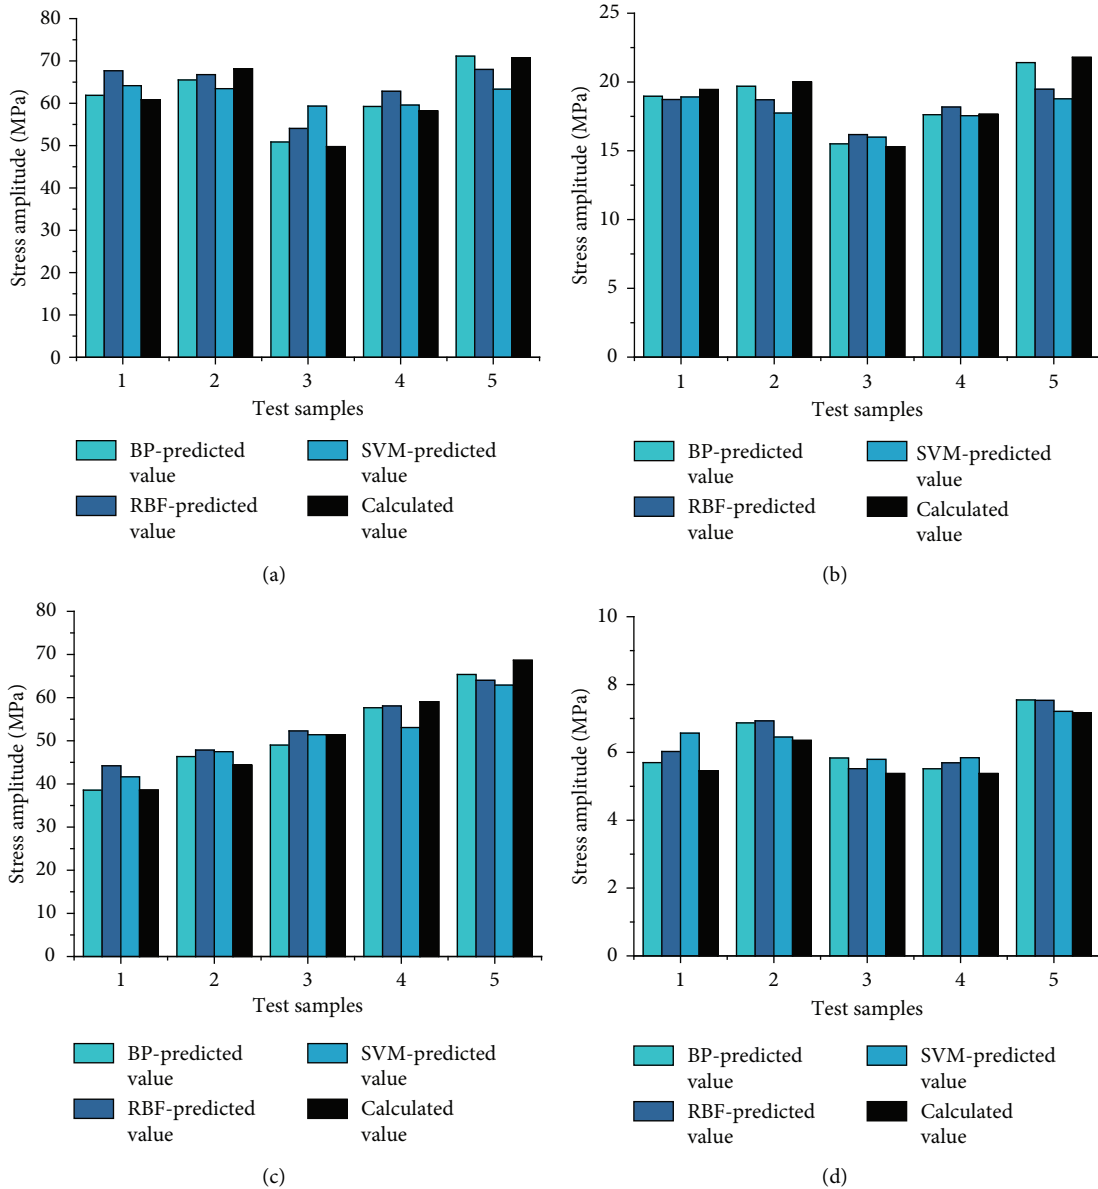 80
70
60
50
40
30
20
10
0
Stress amplitude (MPa)
1 2 3 4 5
Test samples
BP-predicted value
SVM-predicted value
RBF-predicted value
Calculated value
(a)
25
20
15
10
5
0
Stress amplitude (MPa)
1 2 3 4 5
Test samples
BP-predicted value
SVM-predicted value
RBF-predicted value
Calculated value
(b)
80
70
60
50
40
30
20
10
0
Stress amplitude (MPa)
1 2 3 4 5
Test samples
BP-predicted value
SVM-predicted value
RBF-predicted value
Calculated value
(c)
10
8
6
4
2
0
Stress amplitude (MPa)
1 2 3 4 5
Test samples
BP-predicted value
SVM-predicted value
RBF-predicted value
Calculated value
(d)